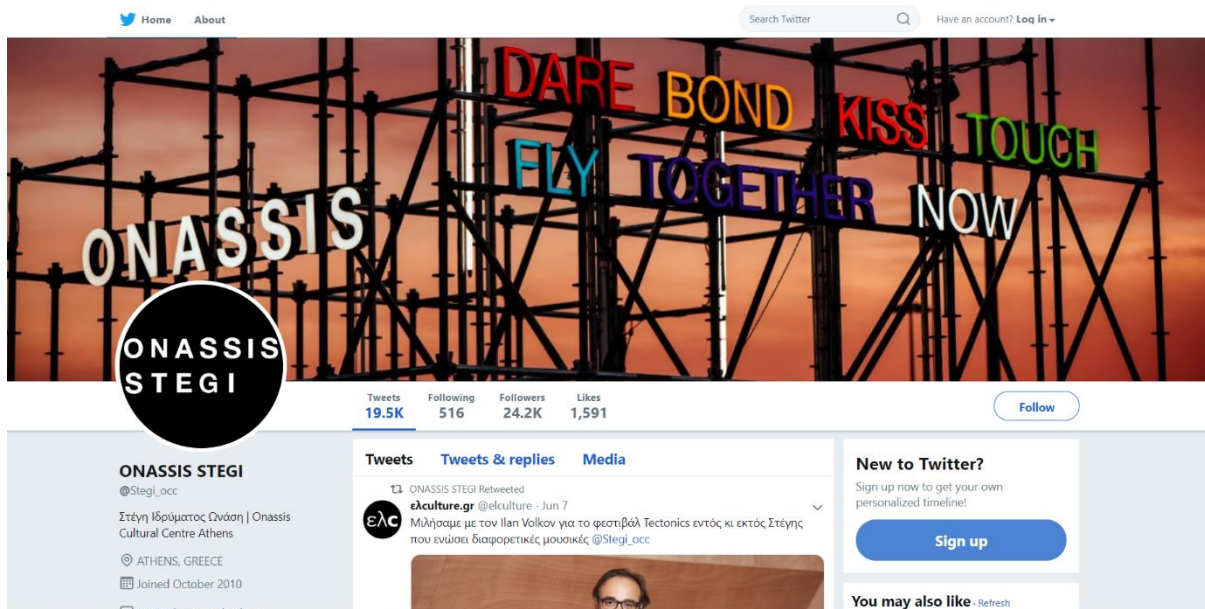 Home About
Search Twitter
Have an account? Log in
DARE BOND KISS TOUCH
FLY TOGETHER NOW
ONASSIS
ONASSIS
STEGI
Tweets Following Followers Likes
19.5K 516 24.2K 1,591
Follow
ONASSIS STEGI
@Stegi_occ
Στέγη Ιδρύματος Ωνάση | Onassis
Cultural Centre Athens
ATHENS, GREECE
Joined October 2010
Tweets Tweets & replies Media
ONASSIS STEGI Retweeted
ελc
ελculture.gr @elculture · Jun 7
Μιλήσαμε με τον Ilan Volkov για το φεστιβάλ Tectonics εντός κι εκτός Στέγης
που ενώσει διαφορετικές μουσικές @Stegi_occ
New to Twitter?
Sign up now to get your own
personalized timeline!
Sign up
You may also like · Refresh